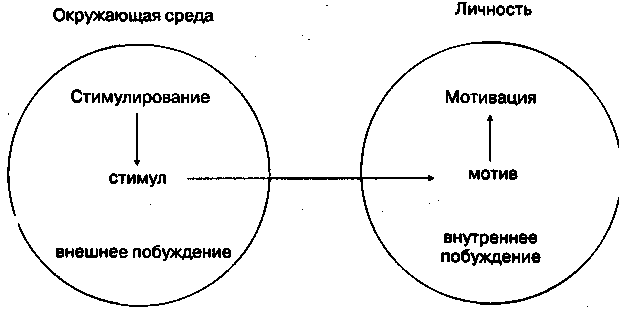 Окружающая среда
Личность
Стимулирование
Мотивация
стимул
мотив
внешнее побуждение
внутреннее
побуждение